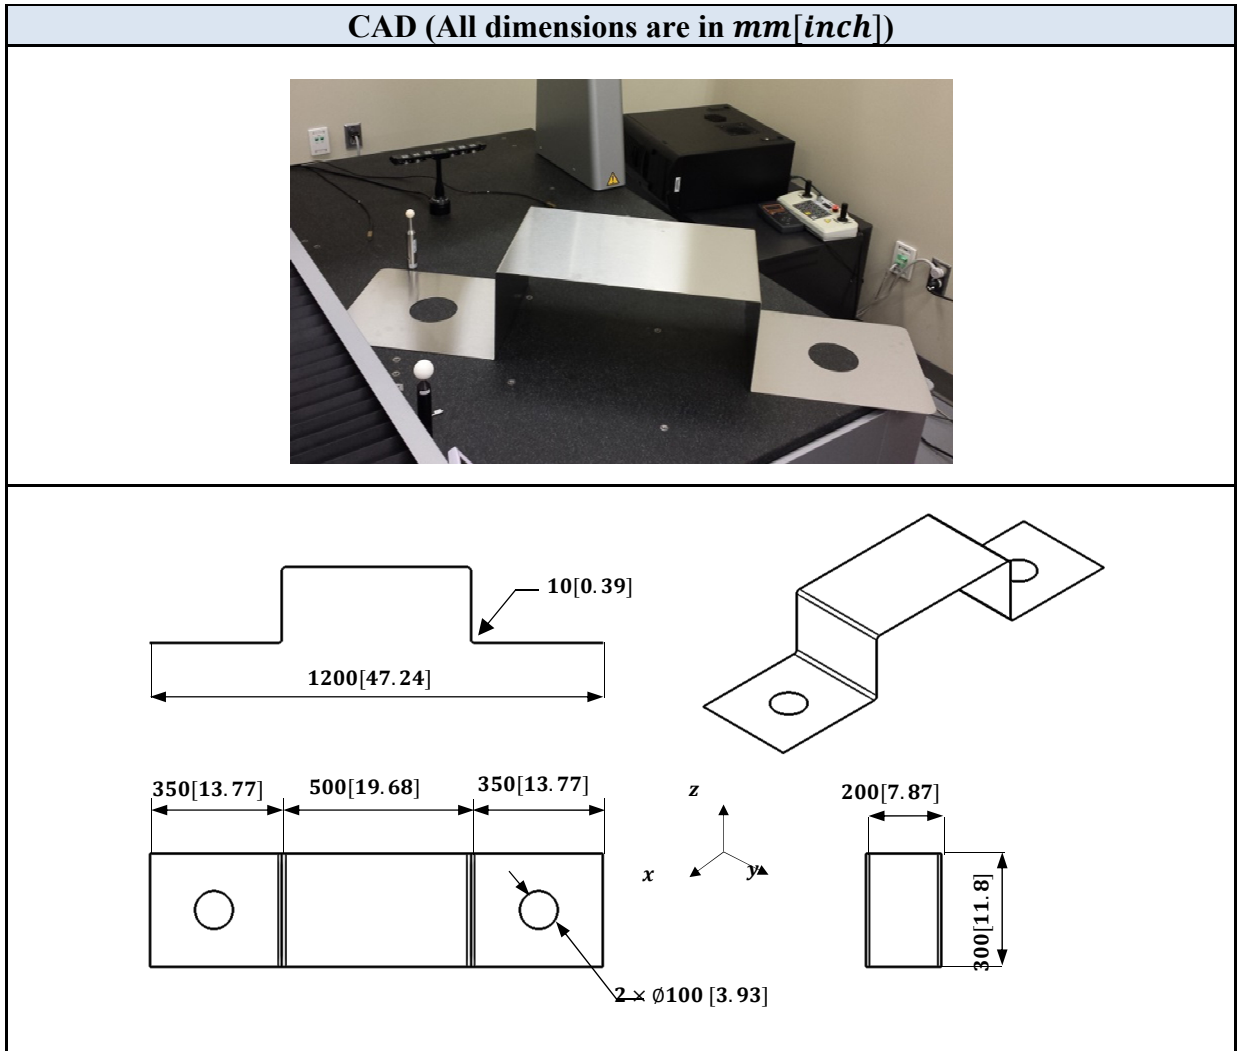 CAD (All dimensions are in mm[inch])
10[0.39]
1200[47.24]
350[13.77]
500[19.68]
350[13.77]
z
x
y
200[7.87]
300[11.8]
2 × ∅100 [3.93]